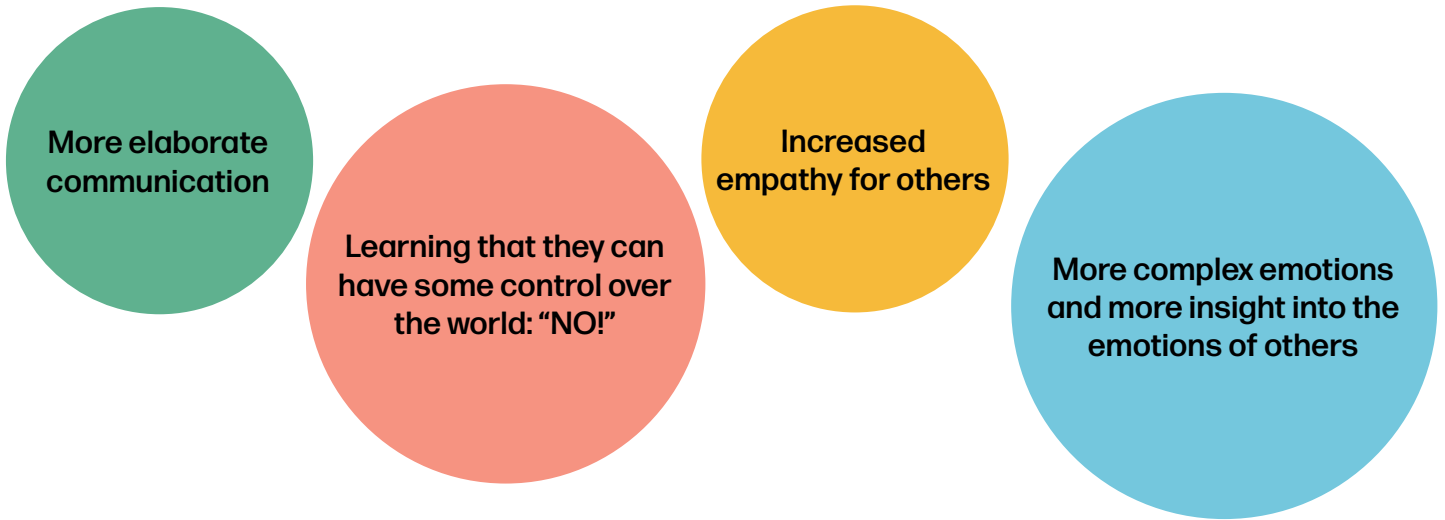 More elaborate
communication
Learning that they can
have some control over
the world: “NO!”
Increased
empathy for others
More complex emotions
and more insight into the
emotions of others